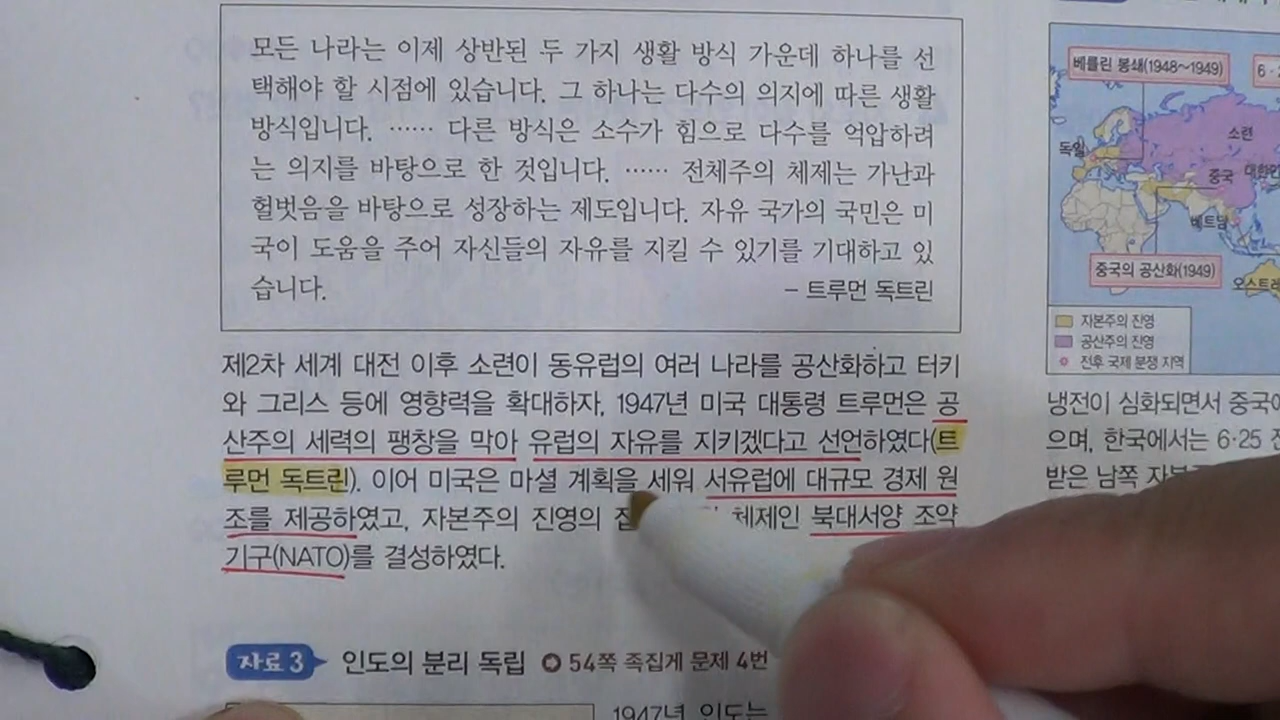 모든 나라는 이제 상반된 두 가지 생활 방식 가운데 하나를 선
택해야 할 시점에 있습니다. 그 하나는 다수의 의지에 따른 생활
방식입니다. …… 다른 방식은 소수가 힘으로 다수를 억압하려
는 의지를 바탕으로 한 것입니다. …… 전체주의 체제는 가난과
헐벗음을 바탕으로 성장하는 제도입니다. 자유 국가의 국민은 미
국이 도움을 주어 자신들의 자유를 지킬 수 있기를 기대하고 있
습니다.
– 트루먼 독트린
제2차 세계 대전 이후 소련이 동유럽의 여러 나라를 공산화하고 터키
와 그리스 등에 영향력을 확대하자, 1947년 미국 대통령 트루먼은 공
산주의 세력의 팽창을 막아 유럽의 자유를 지키겠다고 선언하였다(트
루먼 독트린). 이어 미국은 마셜 계획을 세워 서유럽에 대규모 경제 원
조를 제공하였고, 자본주의 진영의 체제인 북대서양 조약
기구(NATO)를 결성하였다.
자료 3 인도의 분리 독립 54쪽 족집게 문제 4번
1947년 인도는
베를린 봉쇄(1948~1949)
6·
소련
독일
중국
베트남
중국의 공산화(1949)
자본주의 진영
공산주의 진영
전후 국제 분쟁 지역
냉전이 심화되면서
으며, 한국에서는 6·25
받은 남쪽